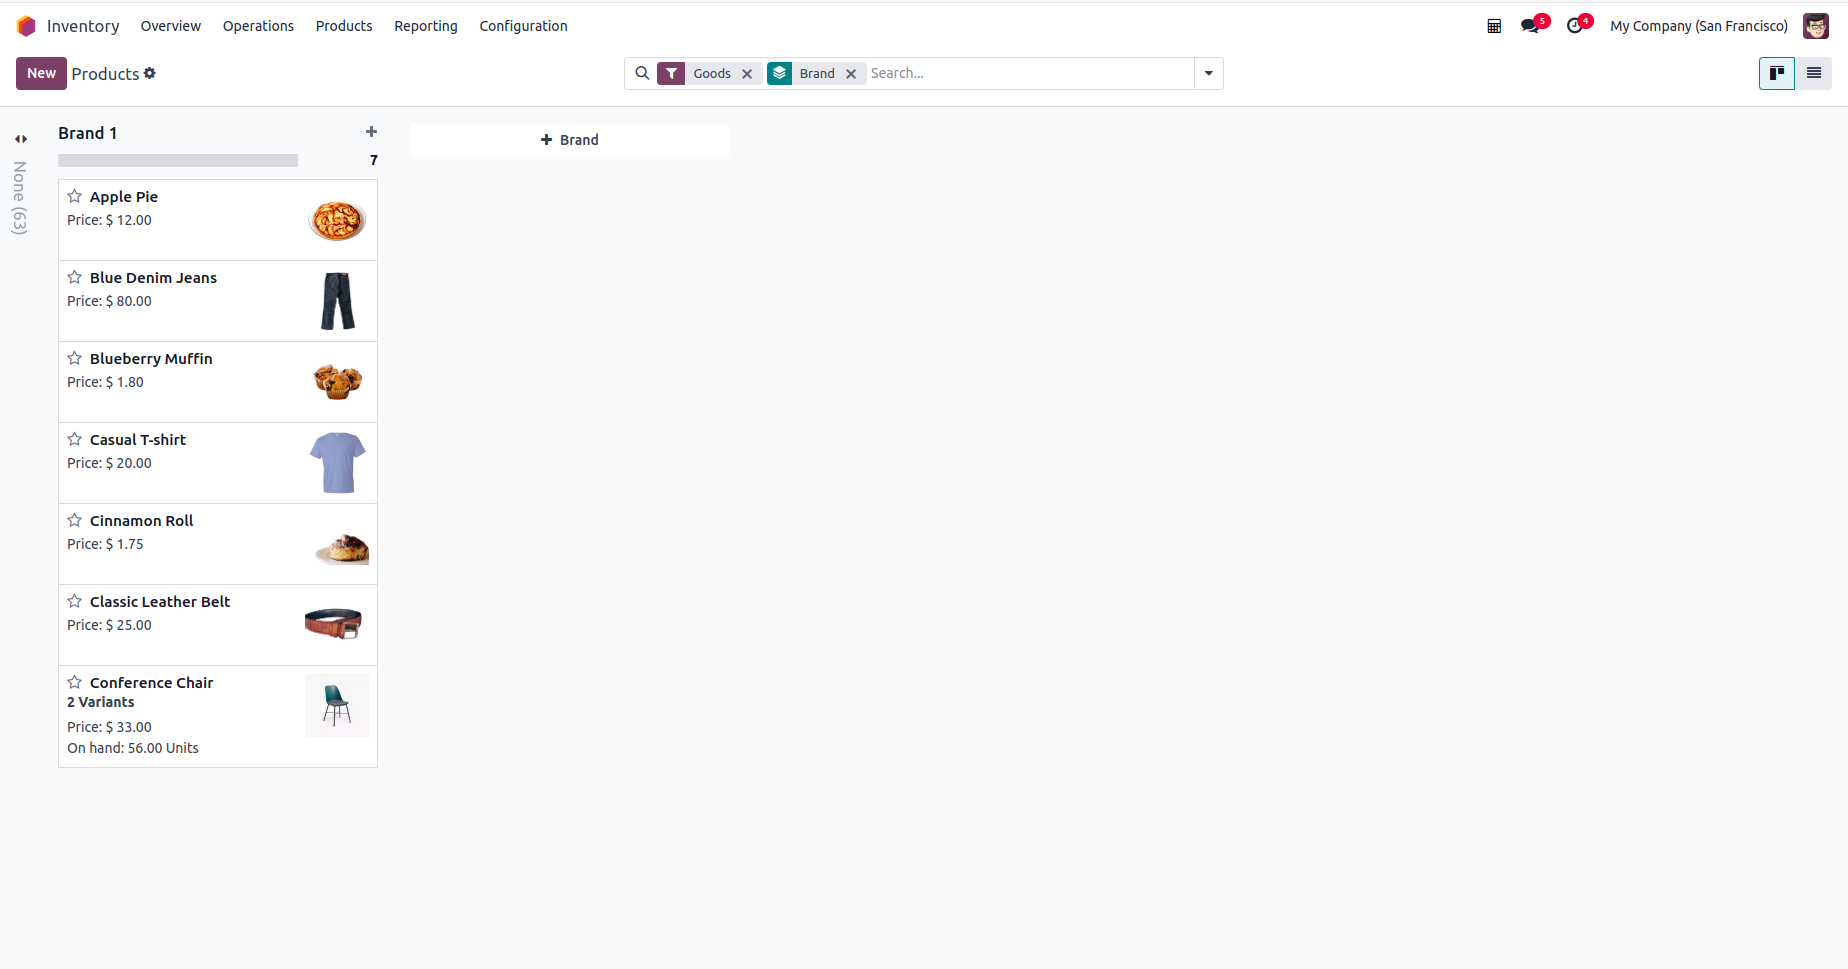 Inventory Overview Operations Products Reporting Configuration 5 4 My Company (San Francisco)
New Products Goods Brand Search...
None (63)
Brand 1
7
Apple Pie
Price: $ 12.00
Blue Denim Jeans
Price: $ 80.00
Blueberry Muffin
Price: $ 1.80
Casual T-shirt
Price: $ 20.00
Cinnamon Roll
Price: $ 1.75
Classic Leather Belt
Price: $ 25.00
Conference Chair
2 Variants
Price: $ 33.00
On hand: 56.00 Units
Brand